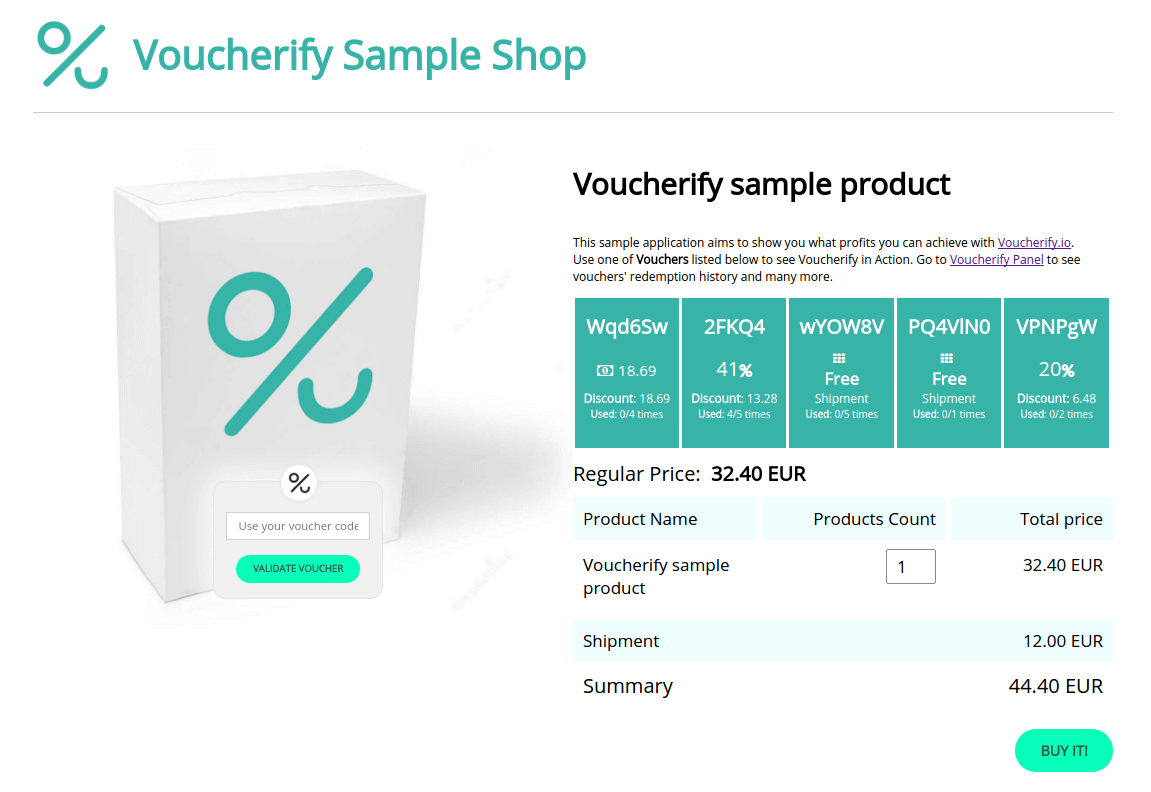 Voucherify Sample Shop
Voucherify sample product
This sample application aims to show you what profits you can achieve with Voucherify.io.
Use one of Vouchers listed below to see Voucherify in Action. Go to Voucherify Panel to see
vouchers' redemption history and many more.
Wqd6Sw 2FKQ4 wYOW8V PQ4VlN0 VPNPgW
18.69 41% Free Free 20%
Discount: 18.69 Discount: 13.28 Shipment Shipment Discount: 6.48
Used: 0/4 times Used: 4/5 times Used: 0/5 times Used: 0/1 times Used: 0/2 times
Regular Price: 32.40 EUR
Use your voucher code
VALIDATE VOUCHER
Product Name Products Count Total price
Voucherify sample
product
1 32.40 EUR
Shipment 12.00 EUR
Summary 44.40 EUR
BUY IT!